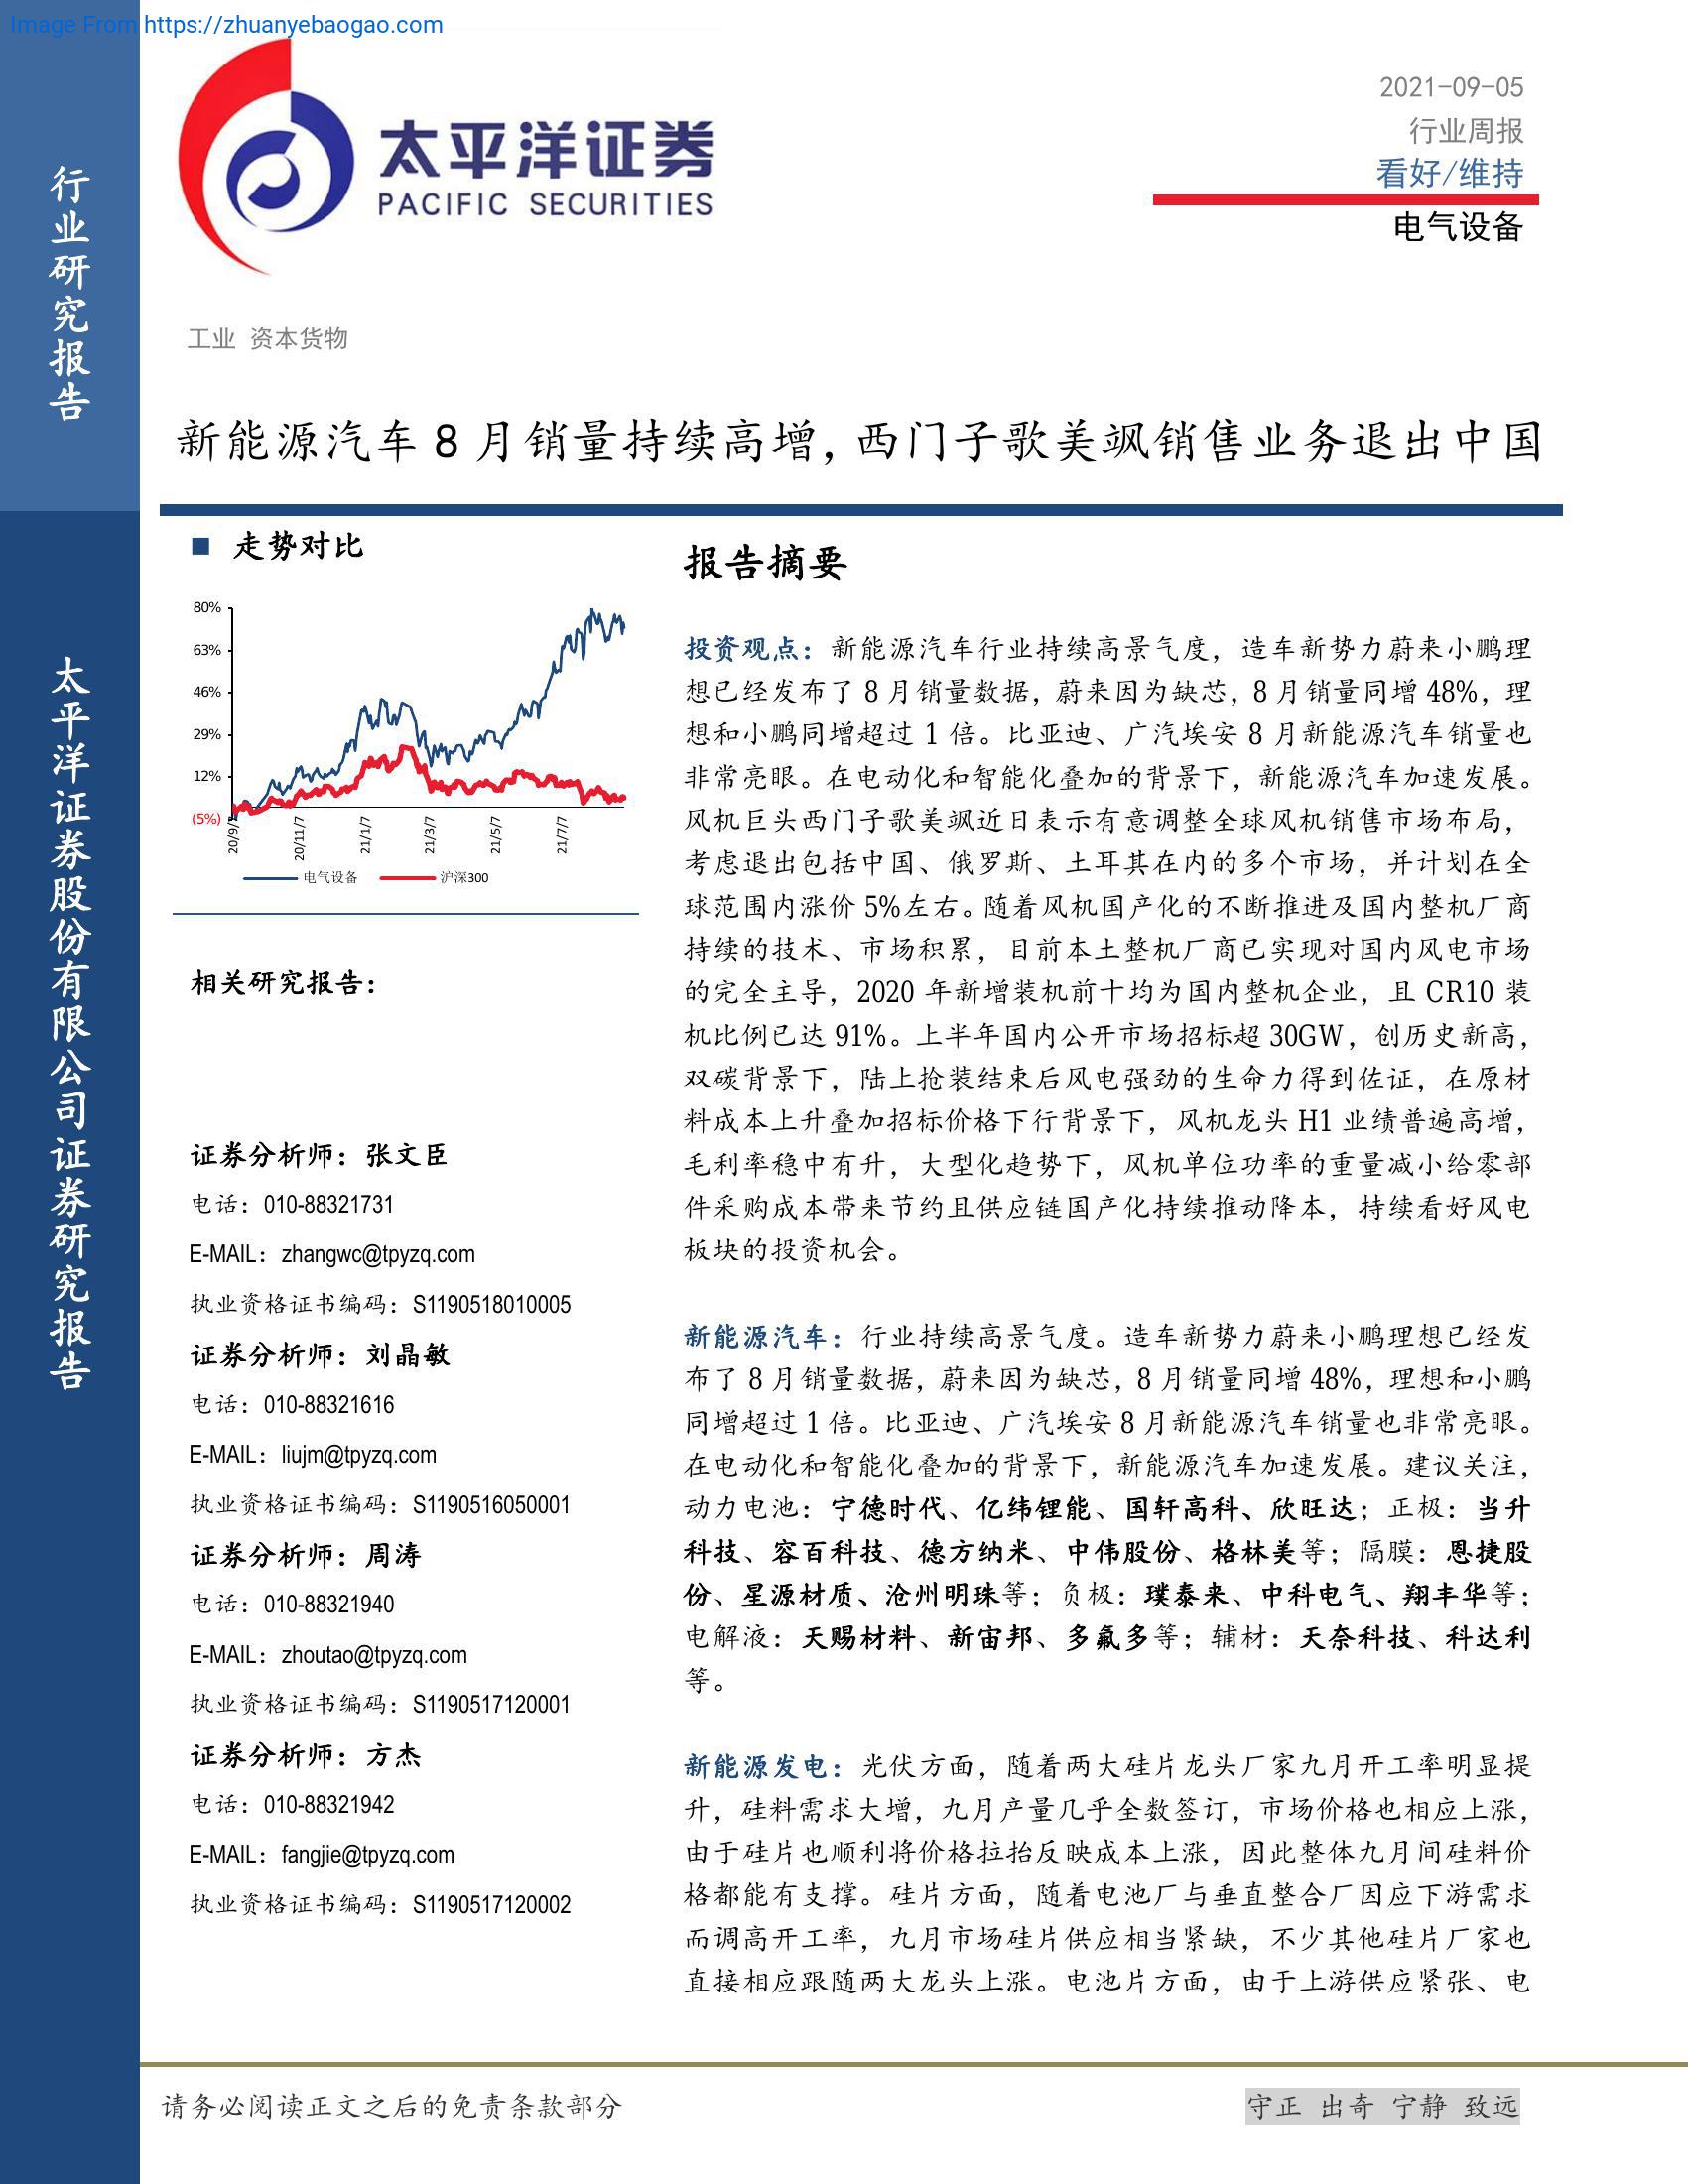 Image From https://zhuanyebaogao.com
行业研究报告
太平洋证券股份有限公司证券研究报告
太平洋证券
PACIFIC SECURITIES
2021-09-05
行业周报
看好/维持
电气设备
工业 资本货物
新能源汽车 8 月销量持续高增，西门子歌美飒销售业务退出中国
■ 走势对比
80%
63%
46%
29%
12%
(5%)
20/9/7
20/11/7
21/1/7
21/3/7
21/5/7
21/7/7
电气设备
沪深300
相关研究报告：
证券分析师：张文臣
电话：010-88321731
E-MAIL：zhangwc@tpyzq.com
执业资格证书编码：S1190518010005
证券分析师：刘晶敏
电话：010-88321616
E-MAIL：liujm@tpyzq.com
执业资格证书编码：S1190516050001
证券分析师：周涛
电话：010-88321940
E-MAIL：zhoutao@tpyzq.com
执业资格证书编码：S1190517120001
证券分析师：方杰
电话：010-88321942
E-MAIL：fangjie@tpyzq.com
执业资格证书编码：S1190517120002
报告摘要
投资观点：新能源汽车行业持续高景气度，造车新势力蔚来小鹏理
想已经发布了 8 月销量数据，蔚来因为缺芯，8 月销量同增 48%，理
想和小鹏同增超过 1 倍。比亚迪、广汽埃安 8 月新能源汽车销量也
非常亮眼。在电动化和智能化叠加的背景下，新能源汽车加速发展。
风机巨头西门子歌美飒近日表示有意调整全球风机销售市场布局，
考虑退出包括中国、俄罗斯、土耳其在内的多个市场，并计划在全
球范围内涨价 5%左右。随着风机国产化的不断推进及国内整机厂商
持续的技术、市场积累，目前本土整机厂商已实现对国内风电市场
的完全主导，2020 年新增装机前十均为国内整机企业，且 CR10 装
机比例已达 91%。上半年国内公开市场招标超 30GW，创历史新高，
双碳背景下，陆上抢装结束后风电强劲的生命力得到佐证，在原材
料成本上升叠加招标价格下行背景下，风机龙头 H1 业绩普遍高增，
毛利率稳中有升，大型化趋势下，风机单位功率的重量减小给零部
件采购成本带来节约且供应链国产化持续推动降本，持续看好风电
板块的投资机会。
新能源汽车：行业持续高景气度。造车新势力蔚来小鹏理想已经发
布了 8 月销量数据，蔚来因为缺芯，8 月销量同增 48%，理想和小鹏
同增超过 1 倍。比亚迪、广汽埃安 8 月新能源汽车销量也非常亮眼。
在电动化和智能化叠加的背景下，新能源汽车加速发展。建议关注，
动力电池：宁德时代、亿纬锂能、国轩高科、欣旺达；正极：当升
科技、容百科技、德方纳米、中伟股份、格林美等；隔膜：恩捷股
份、星源材质、沧州明珠等；负极：璞泰来、中科电气、翔丰华等；
电解液：天赐材料、新宙邦、多氟多等；辅材：天奈科技、科达利
等。
新能源发电：光伏方面，随着两大硅片龙头厂家九月开工率明显提
升，硅料需求大增，九月产量几乎全数签订，市场价格也相应上涨，
由于硅片也顺利将价格拉抬反映成本上涨，因此整体九月间硅料价
格都能有支撑。硅片方面，随着电池厂与垂直整合厂因应下游需求
而调高开工率，九月市场硅片供应相当紧缺，不少其他硅片厂家也
直接相应跟随两大龙头上涨。电池片方面，由于上游供应紧张、电
请务必阅读正文之后的免责条款部分
守正 出奇 宁静 致远